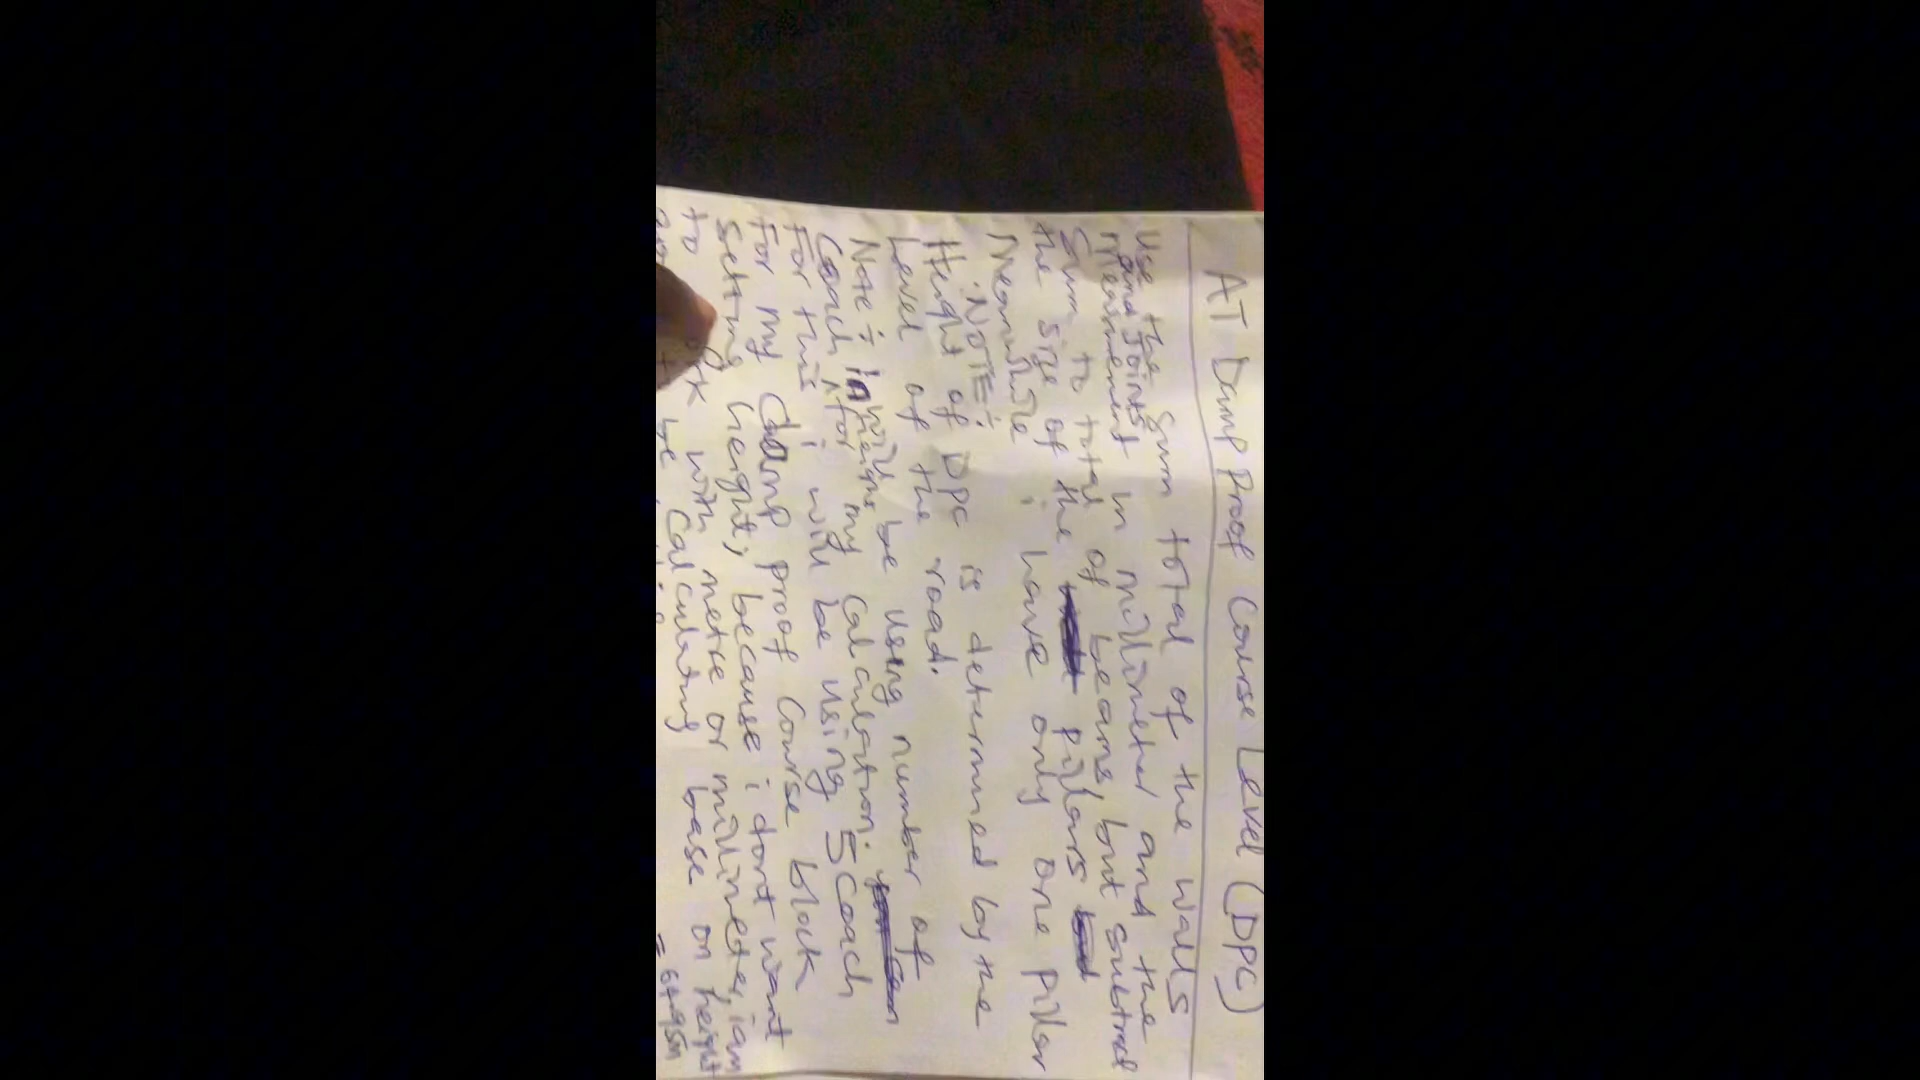 AT Damp Proof Course Level (DPC)
Use the Sum total of the walls
and Joints
measurement in millimeter and the
Sum to total of beams, but subtract
the size of the pillars
Meanwhile i have only one pillar
NOTE:
Height of DPC is determined by the
Level of the road.
Note: i will be using number of
Coach in height for my Calculation.
For this i will be using 5 Coach
For my damp proof Course block
Setting height, because i dont want
to with metre or millimeter, iam
be Calculating base on height